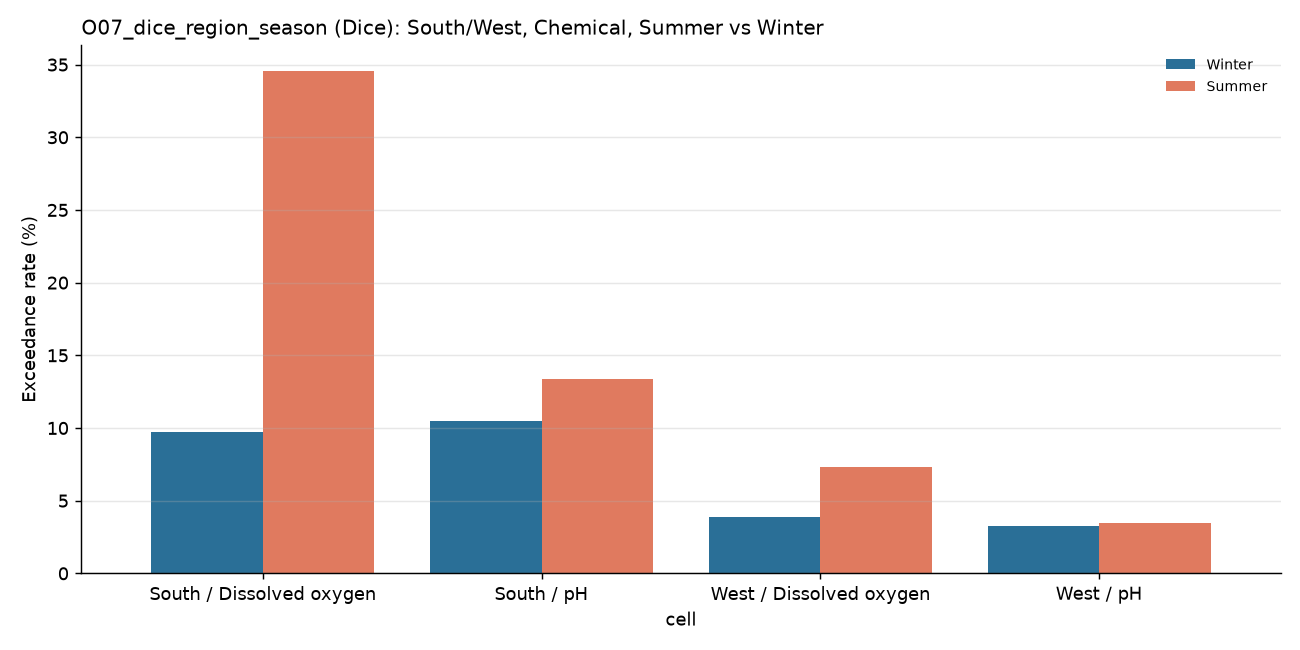 O07_dice_region_season (Dice): South/West, Chemical, Summer vs Winter
Winter
Summer
Exceedance rate (%)
35
30
25
20
15
10
5
0
South / Dissolved oxygen
South / pH
West / Dissolved oxygen
West / pH
cell